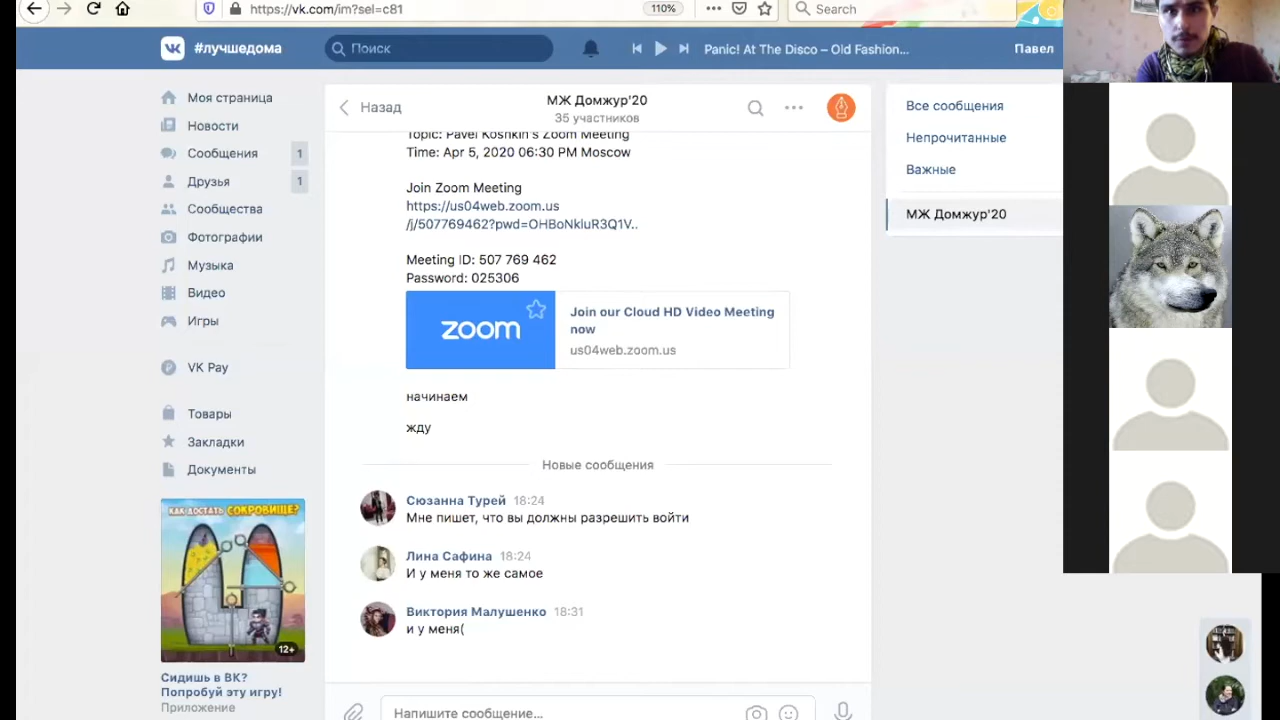 https://vk.com/im?sel=c81
110%
Search
#лучшедома
Поиск
Panic! At The Disco – Old Fashion...
Павел
Моя страница
Новости
Сообщения 1
Друзья 1
Сообщества
Фотографии
Музыка
Видео
Игры
VK Pay
Товары
Закладки
Документы
КАК ДОСТАТЬ СОКРОВИЩЕ?
12+
Сидишь в ВК?
Попробуй эту игру!
Приложение
Назад
МЖ Домжур'20
35 участников
Topic: Pavel Koshkin's Zoom Meeting
Time: Apr 5, 2020 06:30 PM Moscow
Join Zoom Meeting
https://us04web.zoom.us
/j/507769462?pwd=OHBoNkluR3Q1V..
Meeting ID: 507 769 462
Password: 025306
zoom
Join our Cloud HD Video Meeting
now
us04web.zoom.us
начинаем
жду
Новые сообщения
Сюзанна Турей 18:24
Мне пишет, что вы должны разрешить войти
Лина Сафина 18:24
И у меня то же самое
Виктория Малушенко 18:31
и у меня(
Напишите сообщение...
Все сообщения
Непрочитанные
Важные
МЖ Домжур'20